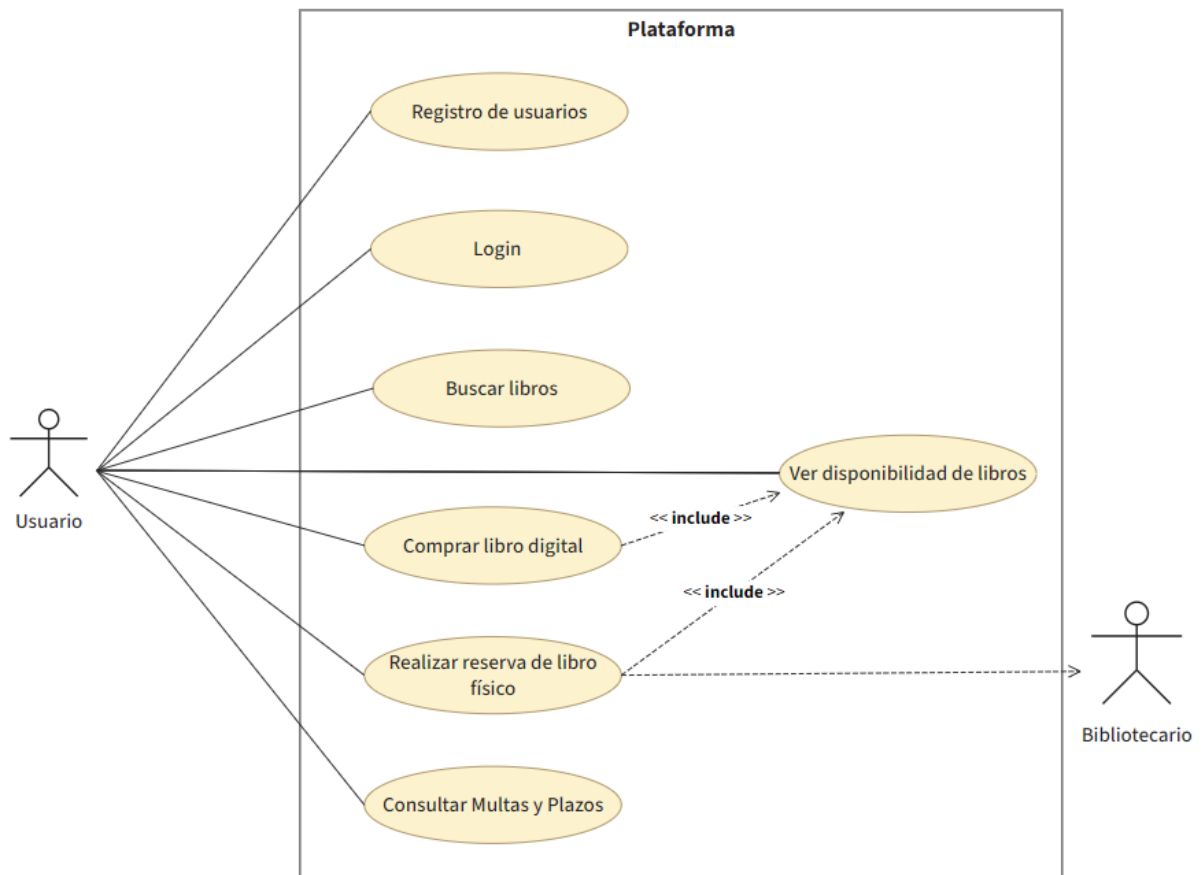 Plataforma
Registro de usuarios
Login
Buscar libros
Ver disponibilidad de libros
Usuario
<< include >>
Comprar libro digital
<< include >>
Realizar reserva de libro
físico
Bibliotecario
Consultar Multas y Plazos